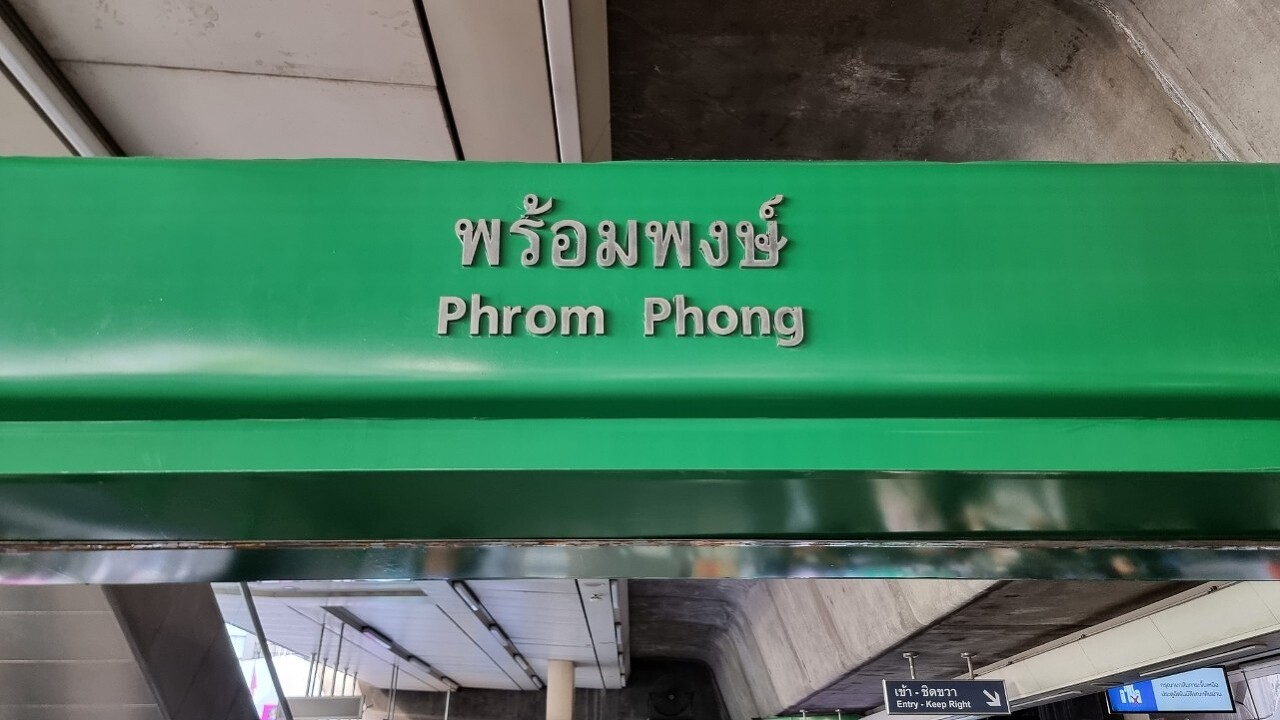 พร้อมพงษ์
Phrom Phong
เข้า - ชิดขวา
Entry - Keep Right